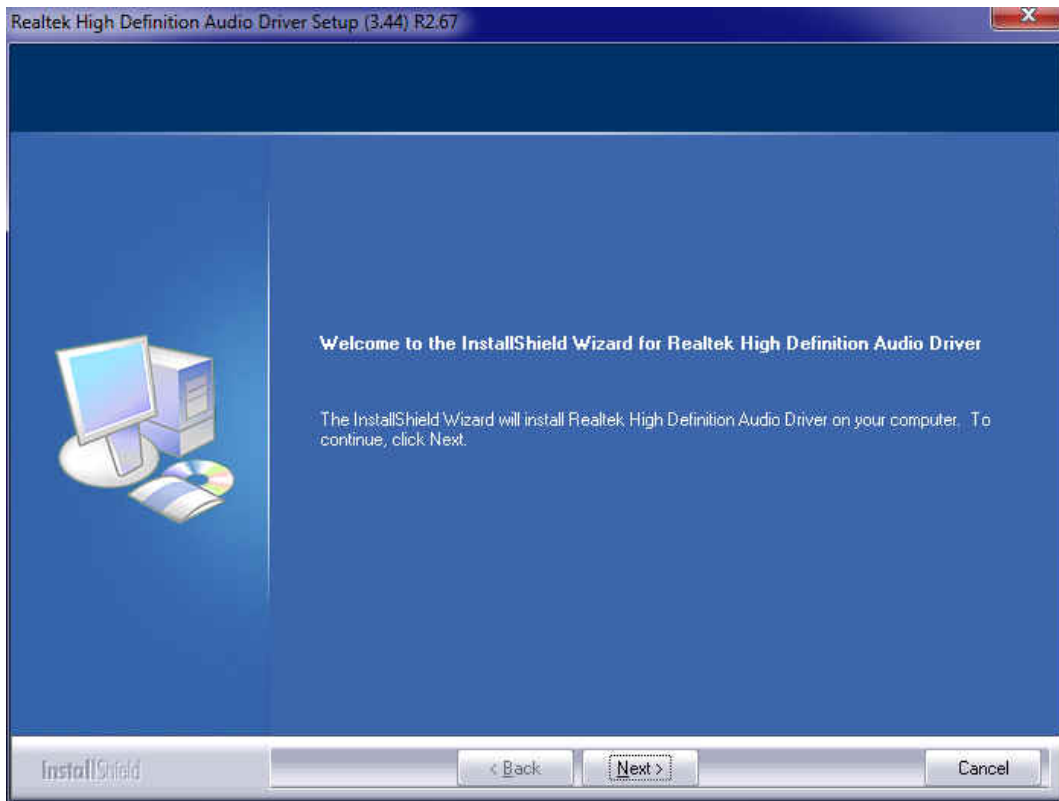 Realtek High Definition Audio Driver Setup (3.44) R2.67
Welcome to the InstallShield Wizard for Realtek High Definition Audio Driver
The InstallShield Wizard will install Realtek High Definition Audio Driver on your computer. To
continue, click Next.
InstallShield
< Back Next > Cancel